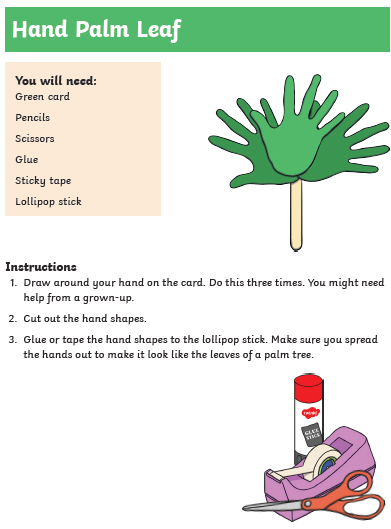 Hand Palm Leaf
You will need:
Green card
Pencils
Scissors
Glue
Sticky tape
Lollipop stick
Instructions
1. Draw around your hand on the card. Do this three times. You might need
help from a grown-up.
2. Cut out the hand shapes.
3. Glue or tape the hand shapes to the lollipop stick. Make sure you spread
the hands out to make it look like the leaves of a palm tree.
GLUE
STICK